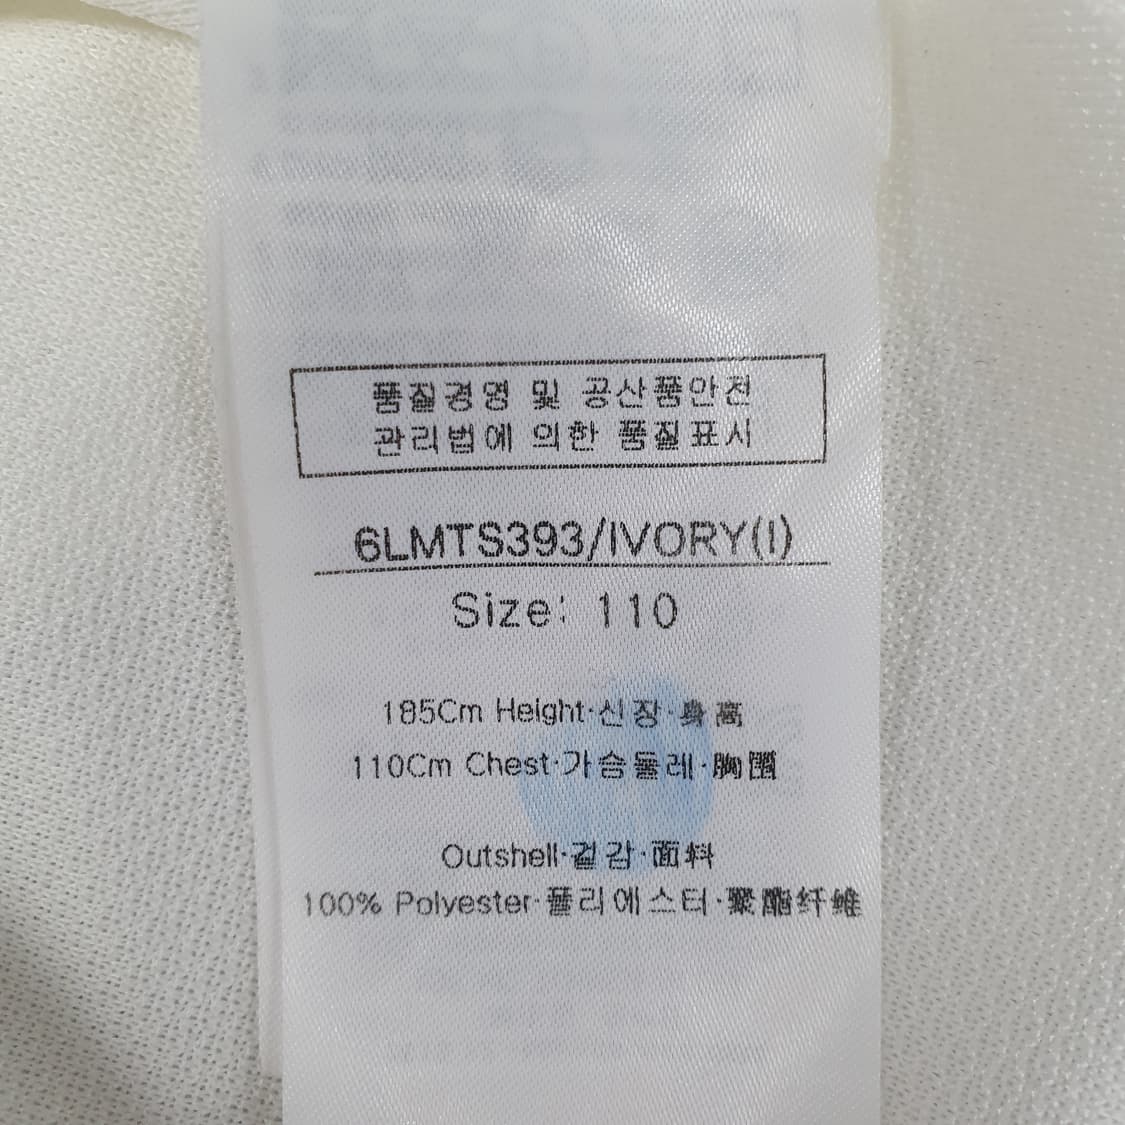 품질경영 및 공산품안전
관리법에 의한 품질표시
6LMTS393/IVORY(I)
Size: 110
185Cm Height·신장·身高
110Cm Chest·가슴둘레·胸围
Outshell·겉감·面料
100% Polyester·폴리에스터·聚酯纤维